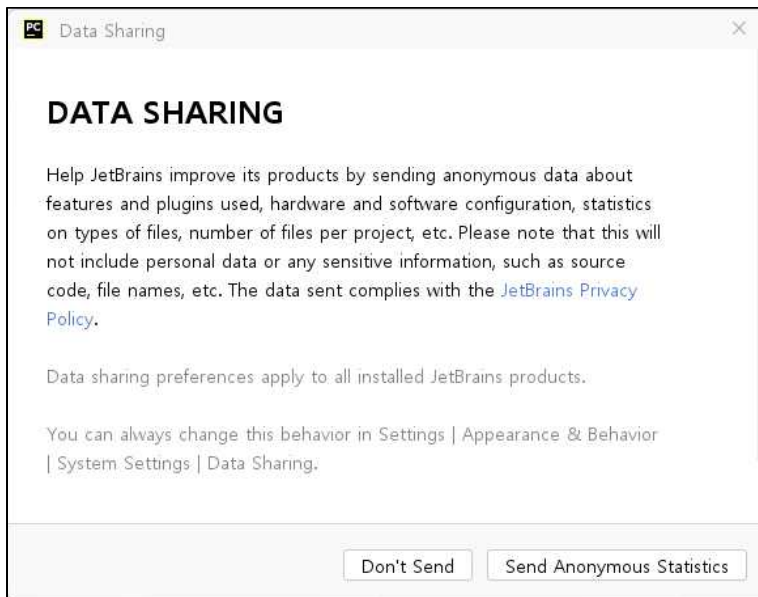 PC Data Sharing
DATA SHARING
Help JetBrains improve its products by sending anonymous data about
features and plugins used, hardware and software configuration, statistics
on types of files, number of files per project, etc. Please note that this will
not include personal data or any sensitive information, such as source
code, file names, etc. The data sent complies with the JetBrains Privacy
Policy.
Data sharing preferences apply to all installed JetBrains products.
You can always change this behavior in Settings | Appearance & Behavior
| System Settings | Data Sharing.
Don't Send Send Anonymous Statistics